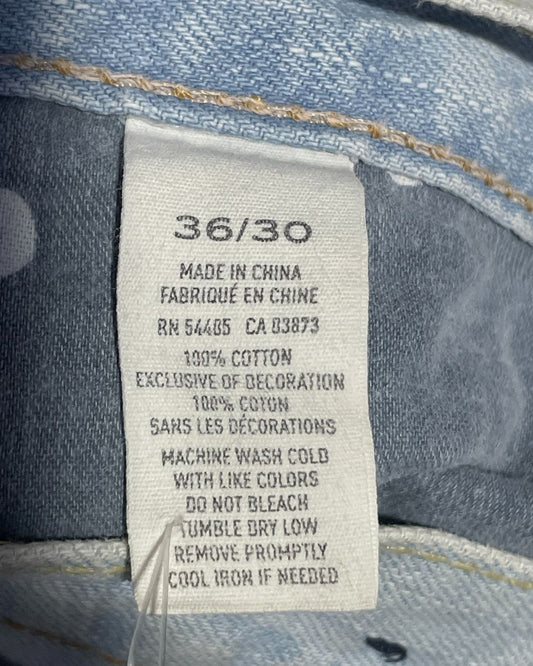 36/30
MADE IN CHINA
FABRIQUÉ EN CHINE
RN 54485 CA 03873
100% COTTON
EXCLUSIVE OF DECORATION
100% COTON
SANS LES DÉCORATIONS
MACHINE WASH COLD
WITH LIKE COLORS
DO NOT BLEACH
TUMBLE DRY LOW
REMOVE PROMPTLY
COOL IRON IF NEEDED